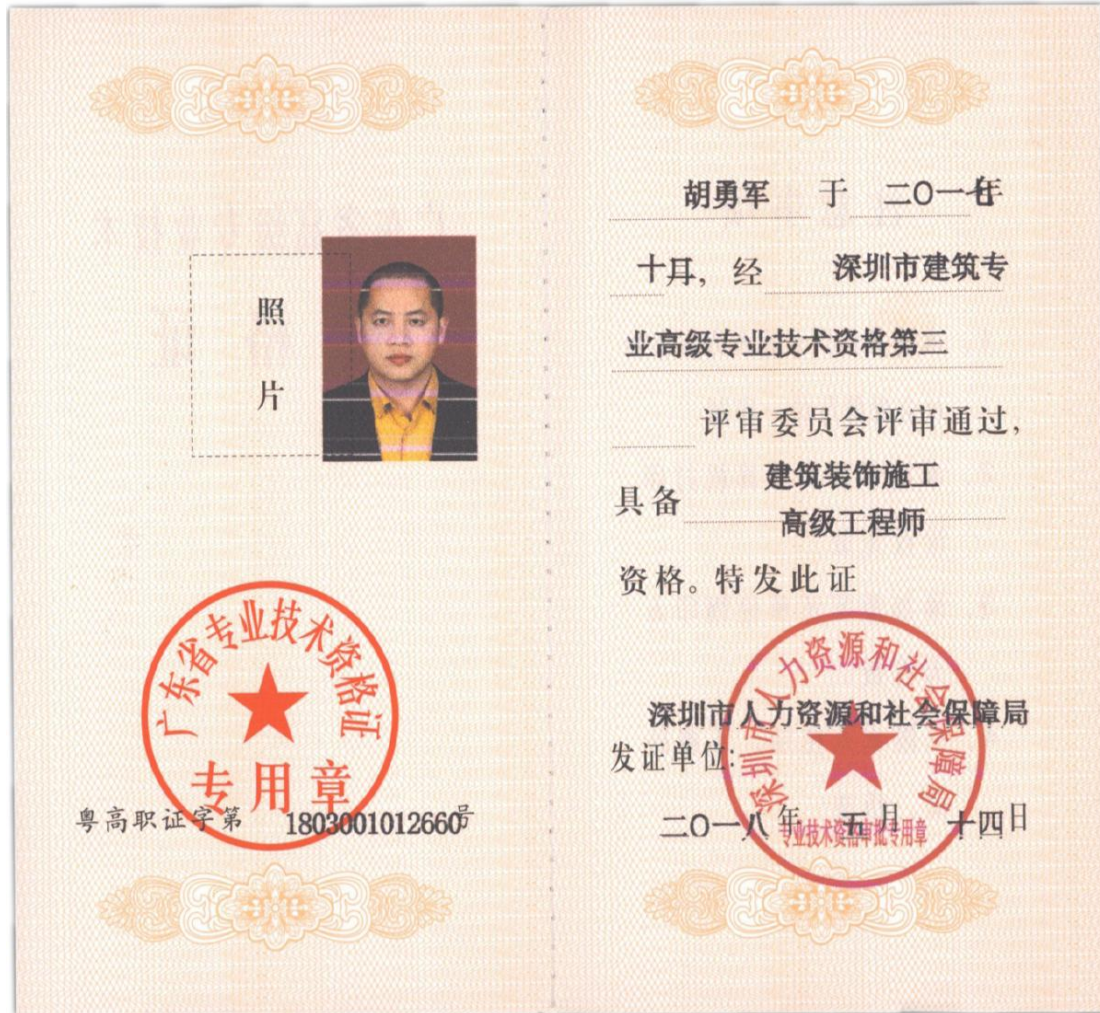 照
片
广东省专业技术资格证
专用章
粤高职证字第 1803001012660号
胡勇军 于 二〇一七年
十月，经 深圳市建筑专
业高级专业技术资格第三
评审委员会评审通过，
具备 建筑装饰施工
高级工程师
资格。特发此证
深圳市人力资源和社会保障局
深圳市人力资源和社会保障局
发证单位：
二〇一八年 五月 十四日
专业技术资格审批专用章